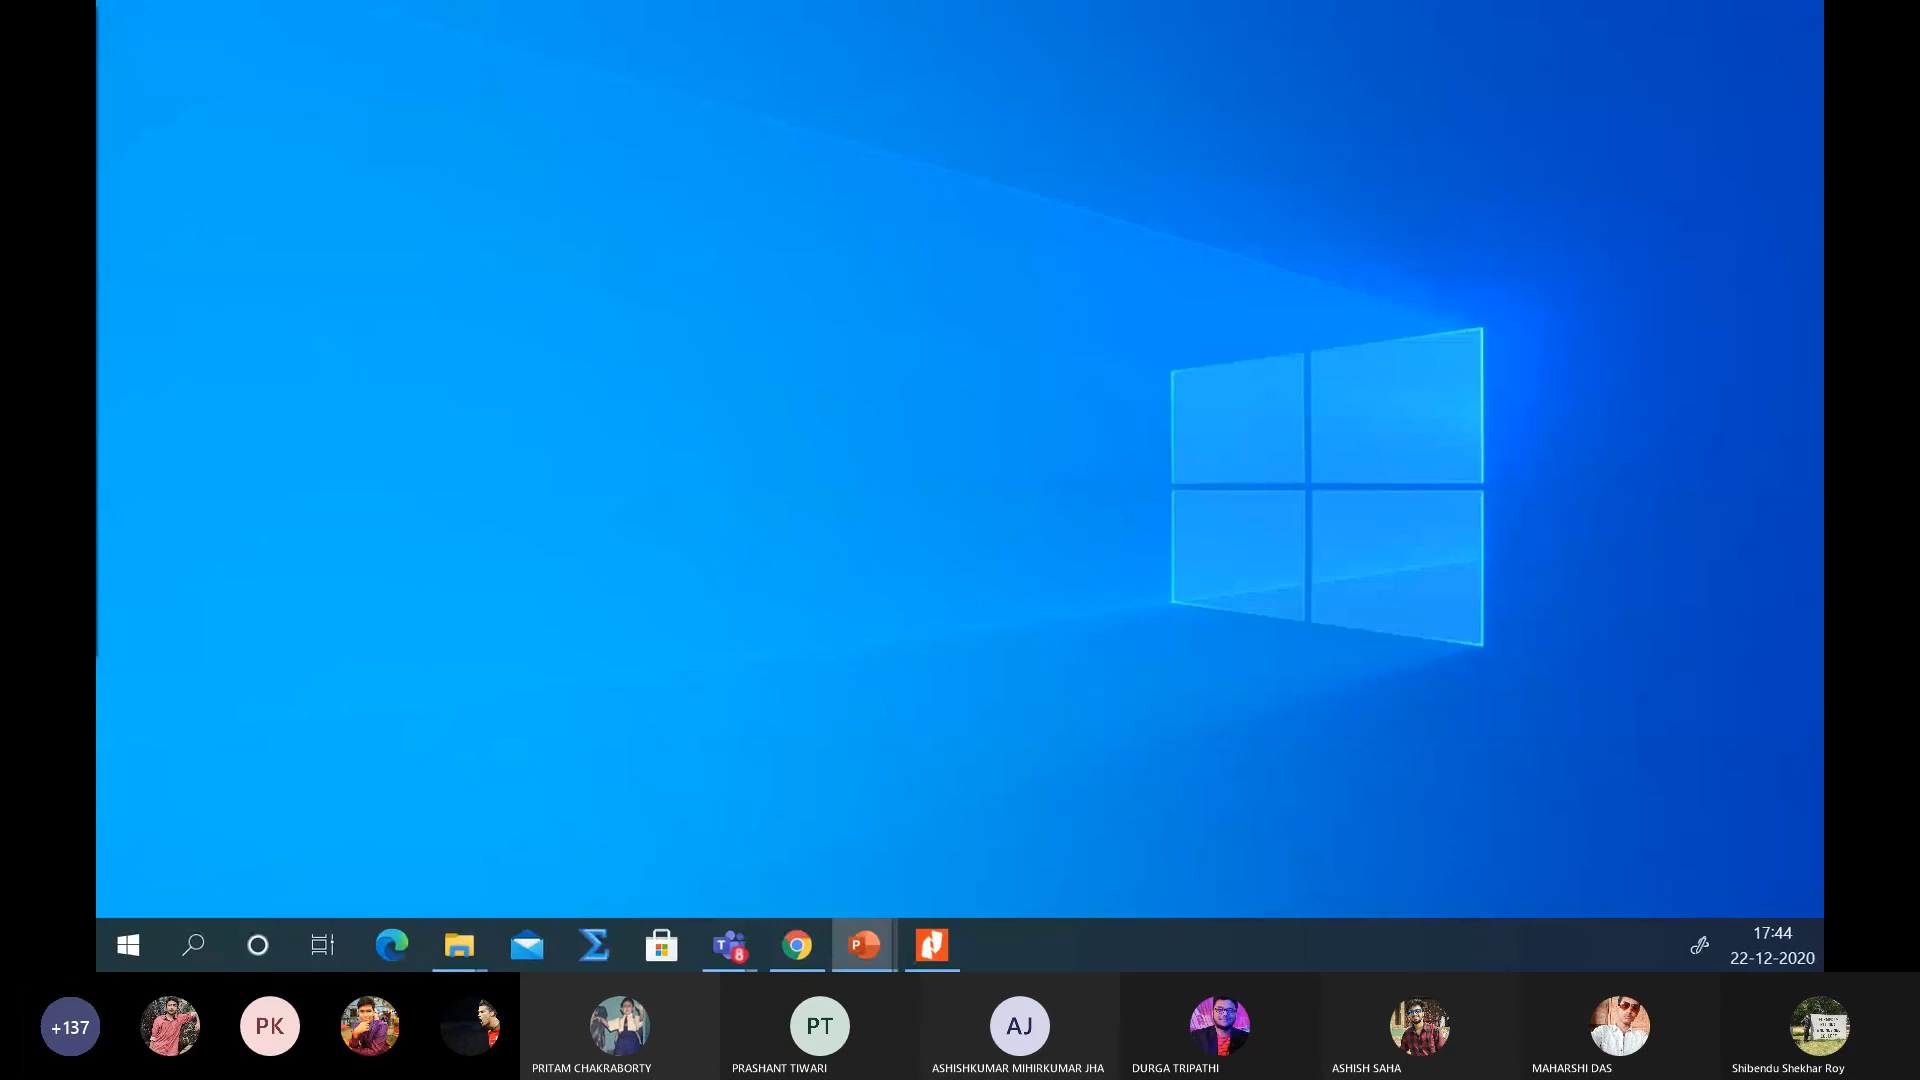 T 8
P
17:44
22-12-2020
+137
PK
PT
AJ
PRITAM CHAKRABORTY
PRASHANT TIWARI
ASHISHKUMAR MIHIRKUMAR JHA
DURGA TRIPATHI
ASHISH SAHA
MAHARSHI DAS
Shibendu Shekhar Roy